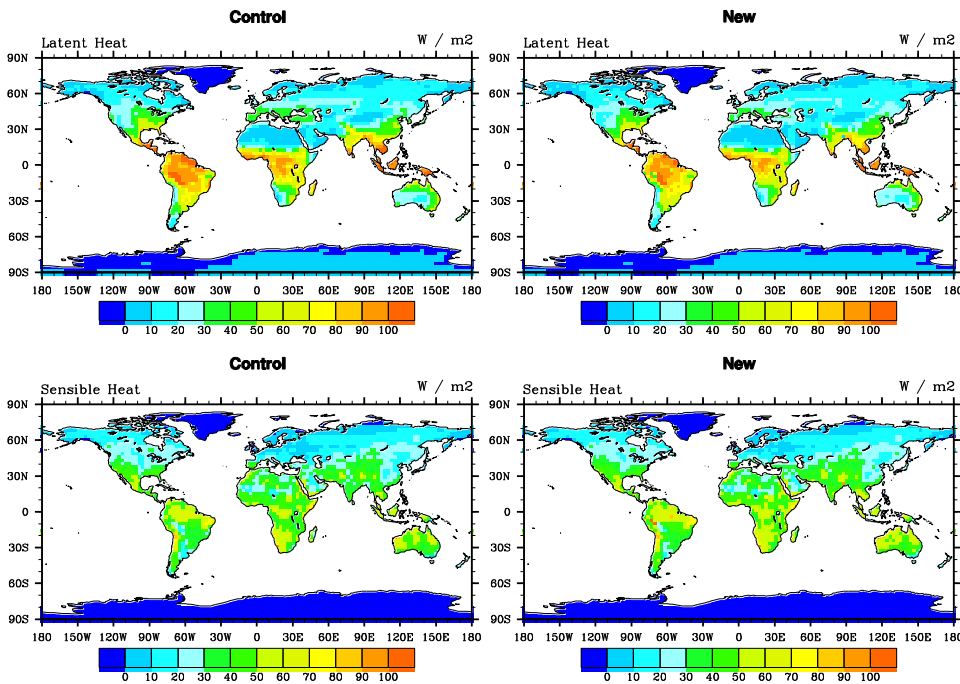 Control New
Latent Heat W / m2 Latent Heat W / m2
90N 90N
60N 60N
30N 30N
0 0
30S 30S
60S 60S
90S 90S
180 150W 120W 90W 60W 30W 0 30E 60E 90E 120E 150E 180 180 150W 120W 90W 60W 30W 0 30E 60E 90E 120E 150E 180
0 10 20 30 40 50 60 70 80 90 100 0 10 20 30 40 50 60 70 80 90 100
Control New
Sensible Heat W / m2 Sensible Heat W / m2
90N 90N
60N 60N
30N 30N
0 0
30S 30S
60S 60S
90S 90S
180 150W 120W 90W 60W 30W 0 30E 60E 90E 120E 150E 180 180 150W 120W 90W 60W 30W 0 30E 60E 90E 120E 150E 180
0 10 20 30 40 50 60 70 80 90 100 0 10 20 30 40 50 60 70 80 90 100